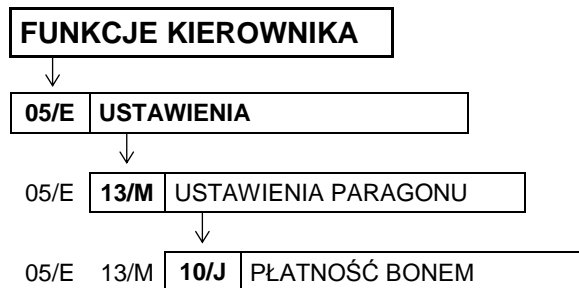 FUNKCJE KIEROWNIKA
05/E USTAWIENIA
05/E 13/M USTAWIENIA PARAGONU
05/E 13/M 10/J PŁATNOŚĆ BONEM